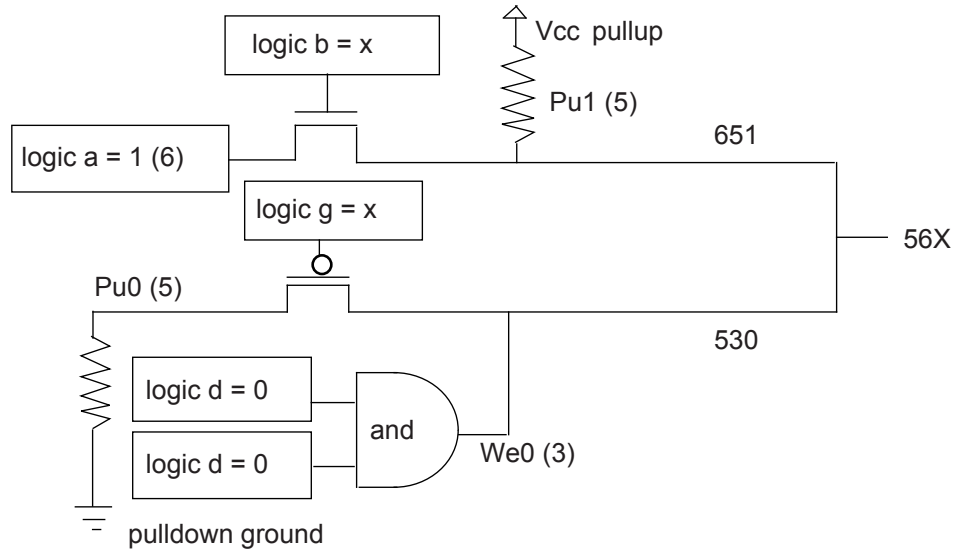 logic b = x
Vcc pullup
Pu1 (5)
651
logic a = 1 (6)
logic g = x
56X
Pu0 (5)
530
logic d = 0
and
We0 (3)
logic d = 0
pulldown ground